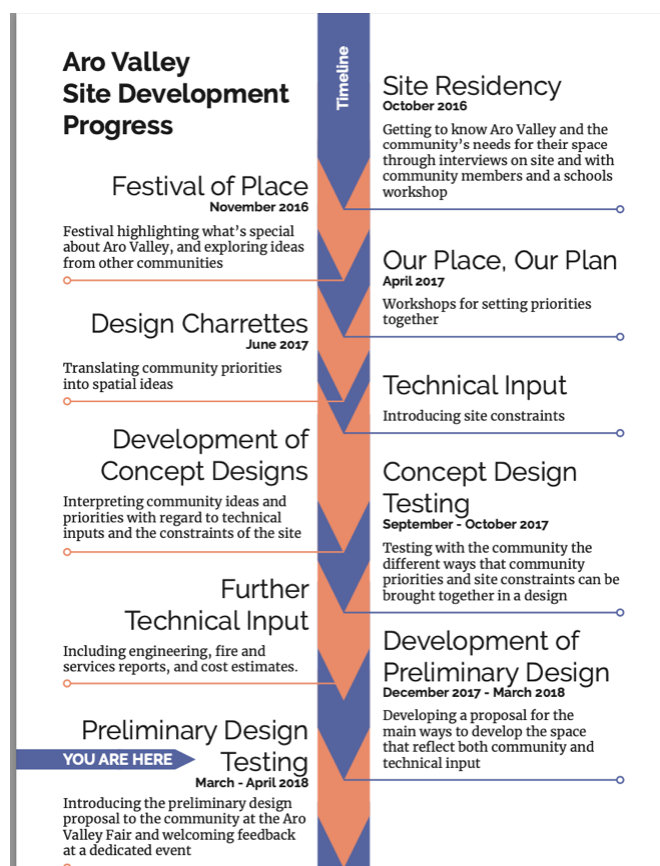 Aro Valley
Site Development
Progress
Timeline
Site Residency
October 2016
Getting to know Aro Valley and the
community’s needs for their space
through interviews on site and with
community members and a schools
workshop
Festival of Place
November 2016
Festival highlighting what’s special
about Aro Valley, and exploring ideas
from other communities
Our Place, Our Plan
April 2017
Workshops for setting priorities
together
Design Charrettes
June 2017
Translating community priorities
into spatial ideas
Technical Input
Introducing site constraints
Development of
Concept Designs
Interpreting community ideas and
priorities with regard to technical
inputs and the constraints of the site
Concept Design
Testing
September - October 2017
Testing with the community the
different ways that community
priorities and site constraints can be
brought together in a design
Further
Technical Input
Including engineering, fire and
services reports, and cost estimates.
Development of
Preliminary Design
December 2017 - March 2018
Developing a proposal for the
main ways to develop the space
that reflect both community and
technical input
Preliminary Design
YOU ARE HERE
Testing
March - April 2018
Introducing the preliminary design
proposal to the community at the Aro
Valley Fair and welcoming feedback
at a dedicated event